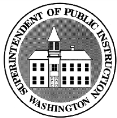 SUPERINTENDENT OF PUBLIC INSTRUCTION
WASHINGTON